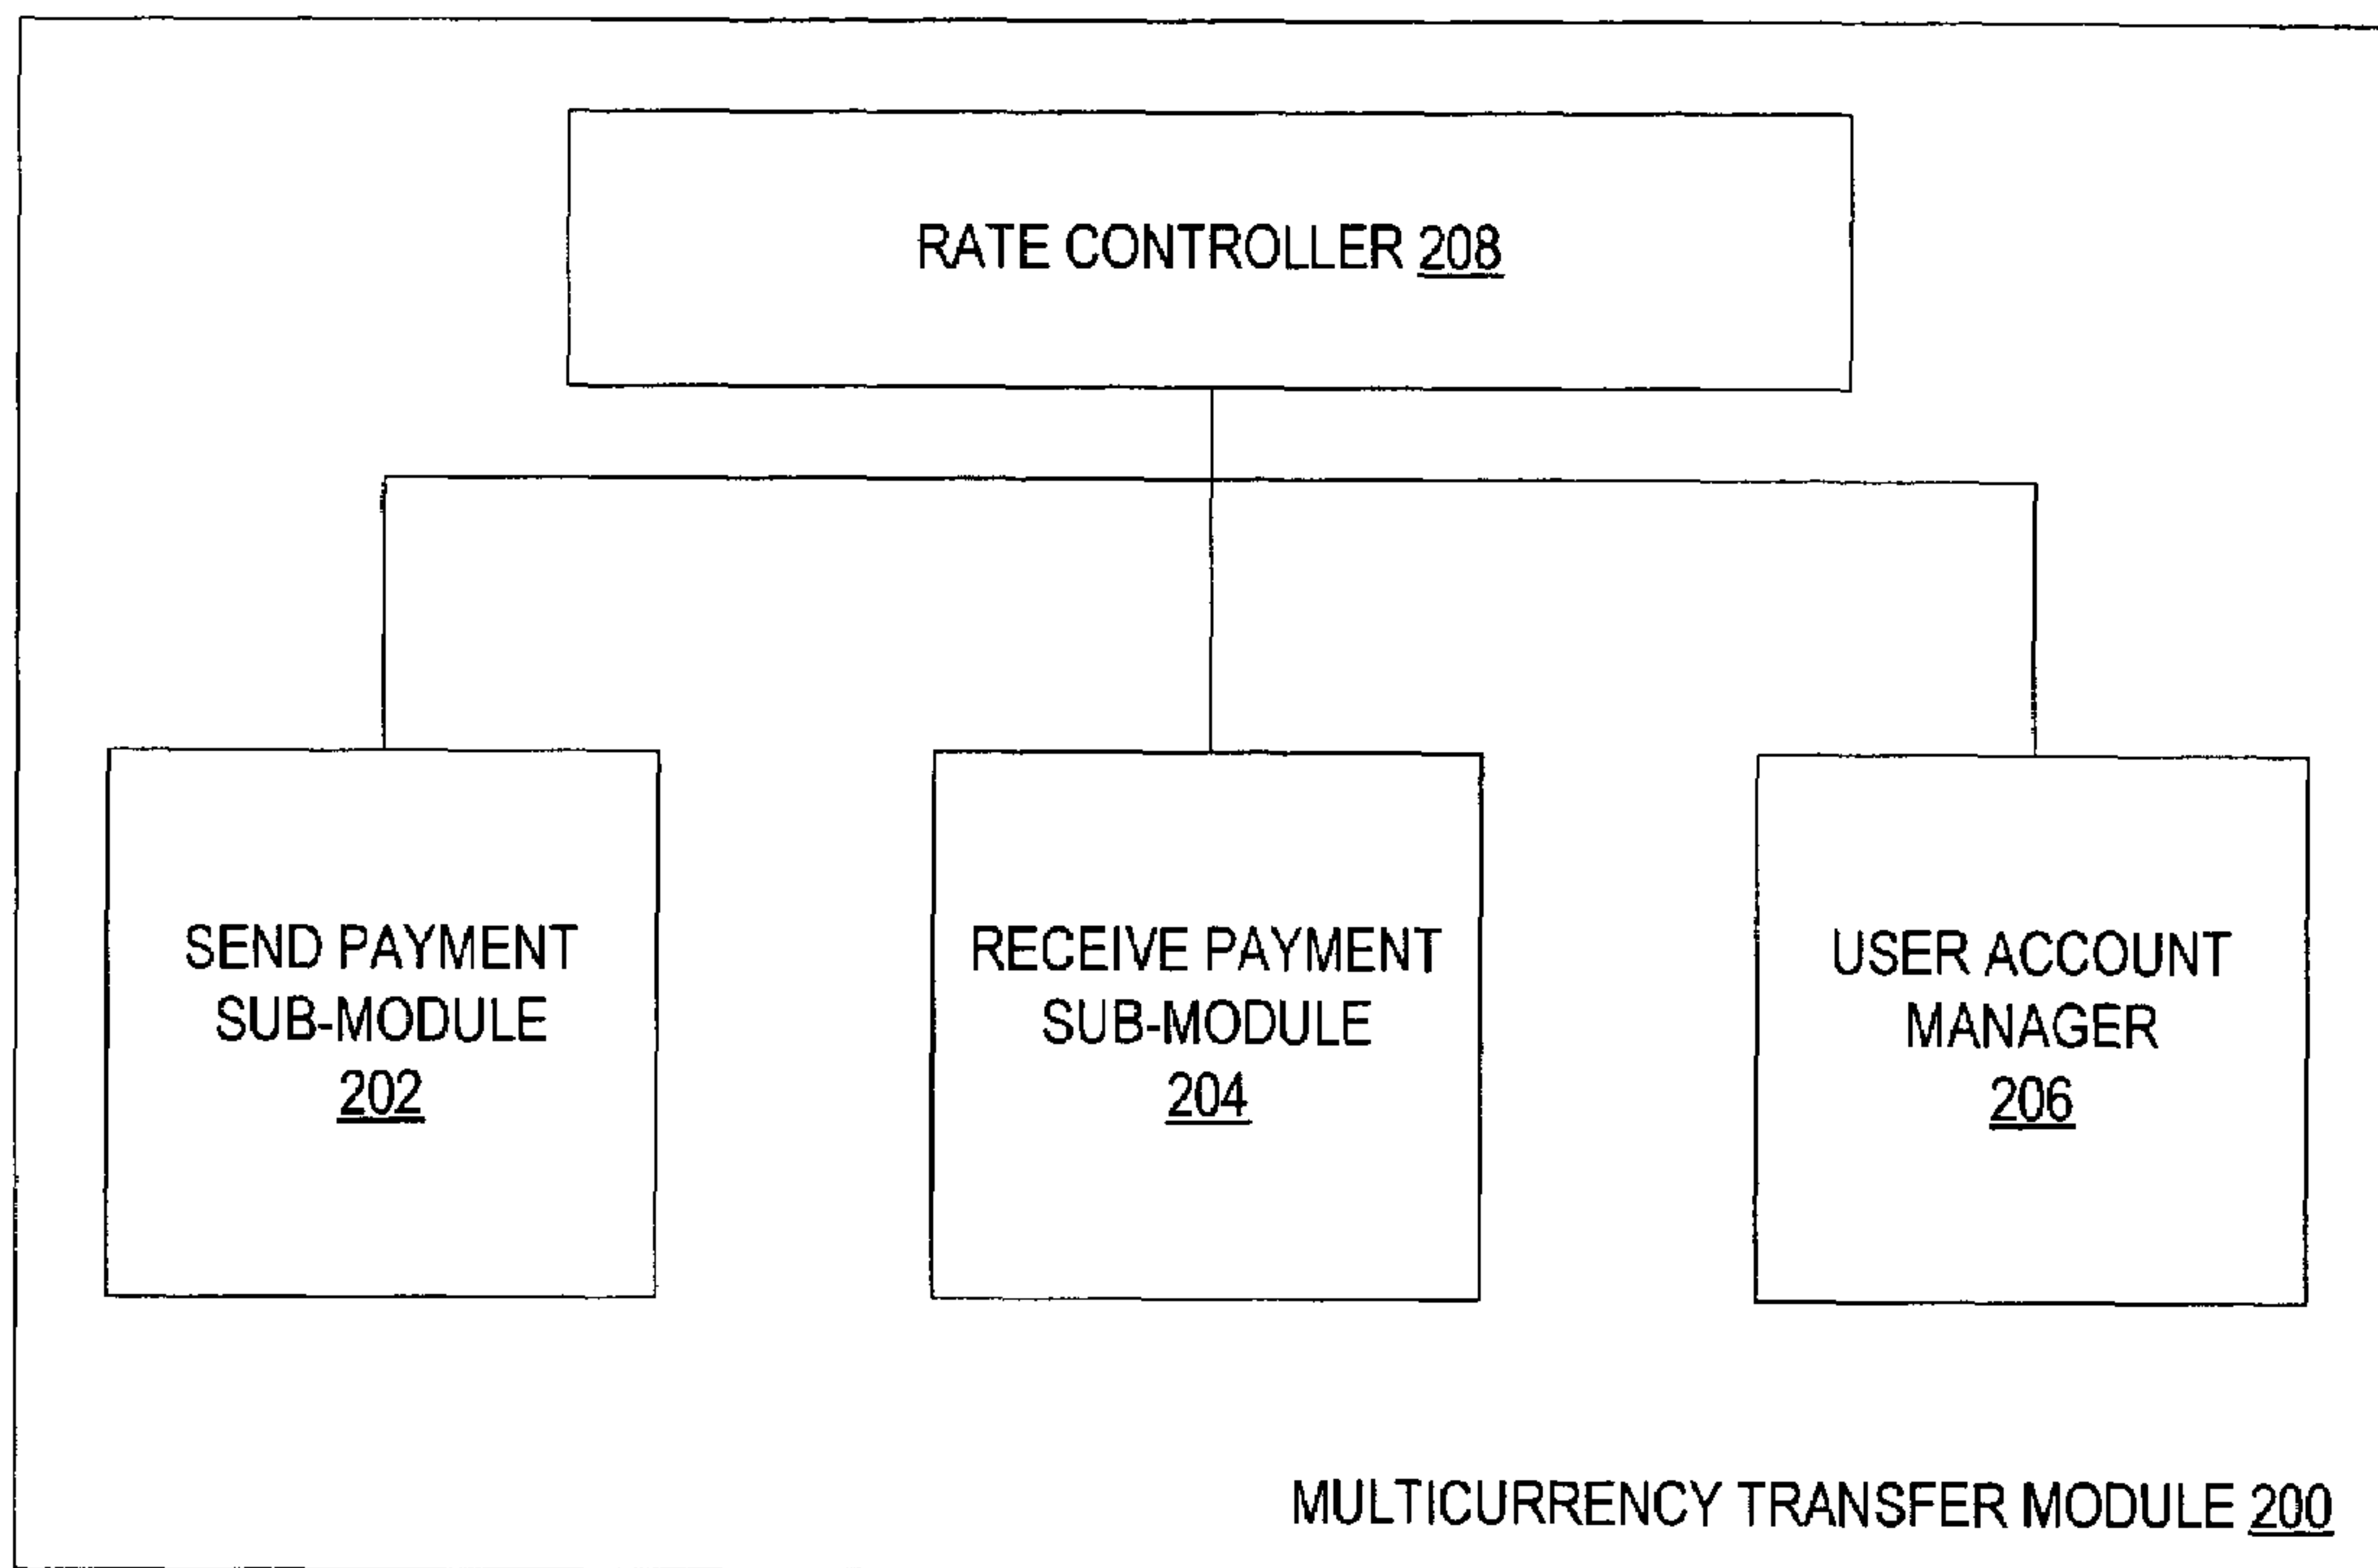 RATE CONTROLLER 208
SEND PAYMENT
SUB-MODULE
202
RECEIVE PAYMENT
SUB-MODULE
204
USER ACCOUNT
MANAGER
206
MULTICURRENCY TRANSFER MODULE 200